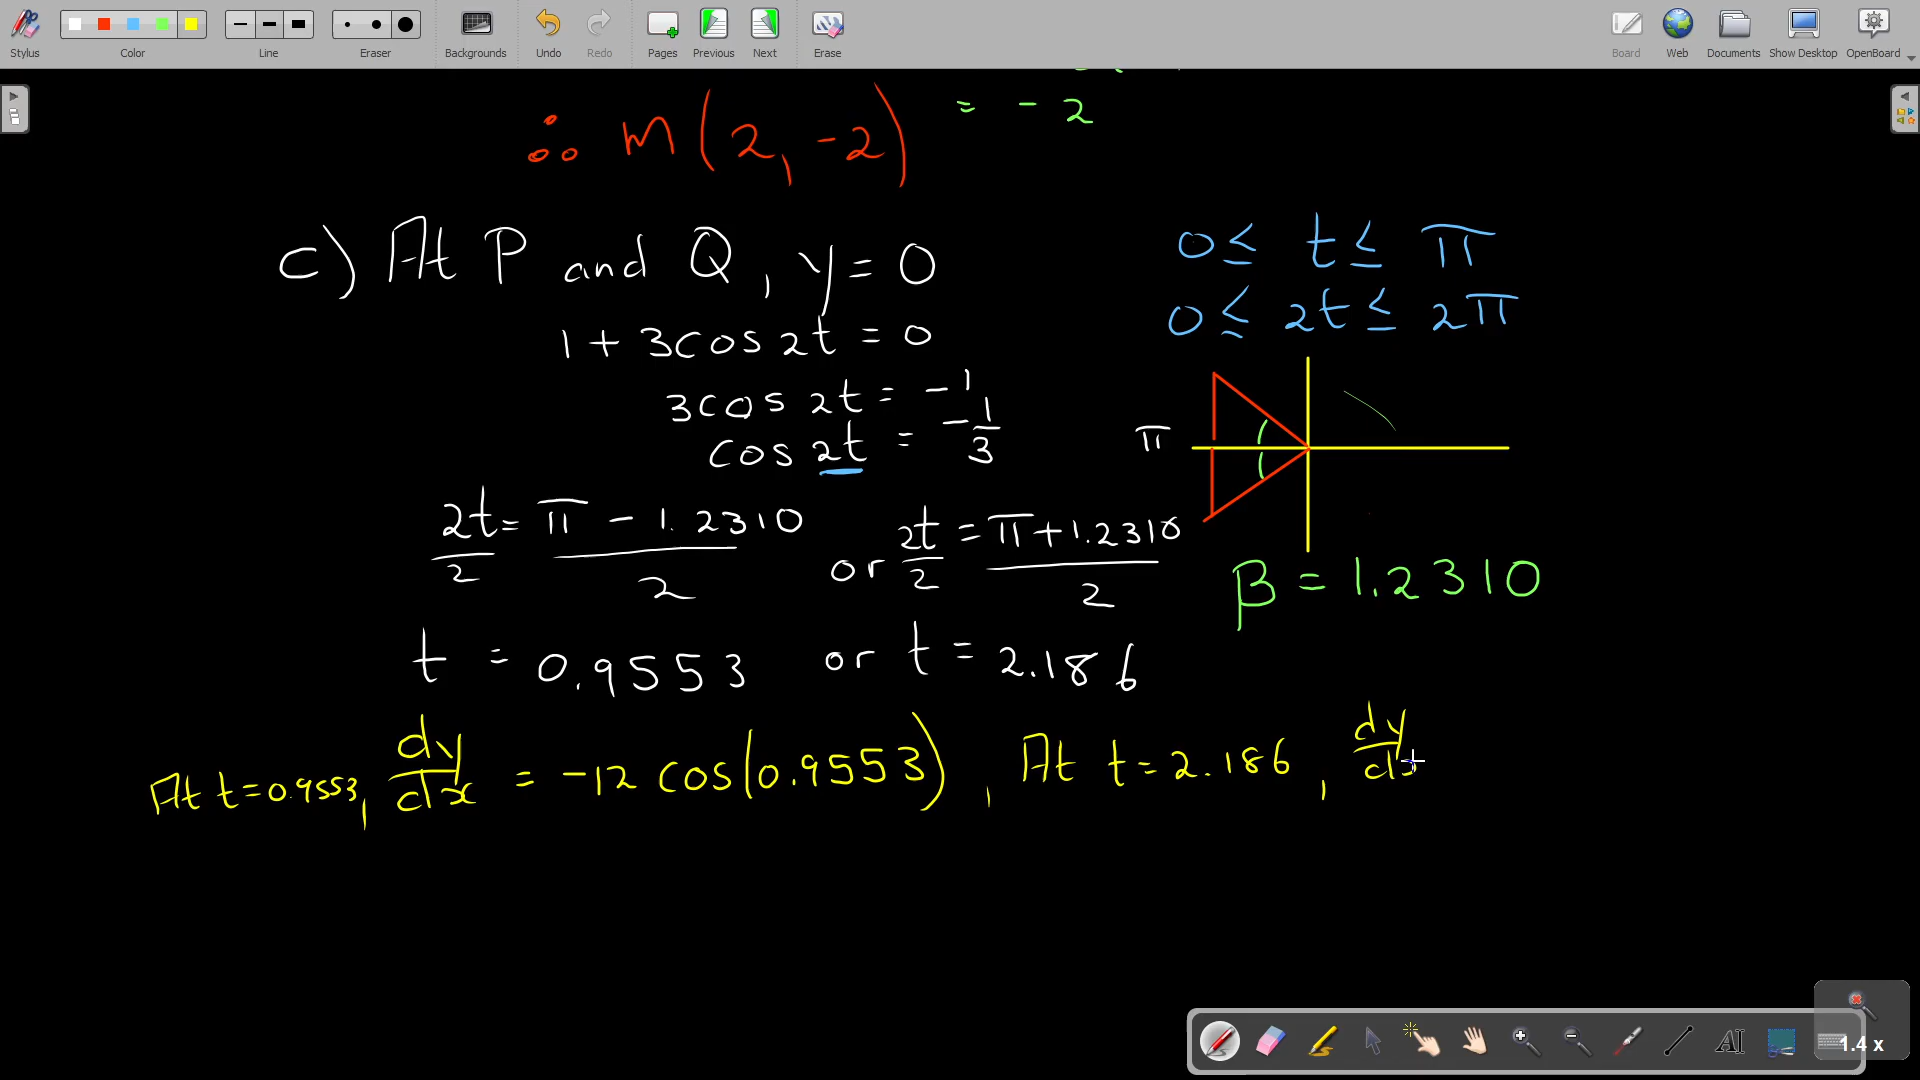 Stylus Color Line Eraser Backgrounds Undo Redo Pages Previous Next Erase Board Web Documents Show Desktop OpenBoard
= - 2
∴ M(2, -2)
c) At P and Q, y = 0
0 ≤ t ≤ π
0 ≤ 2t ≤ 2π
1 + 3cos 2t = 0
3cos 2t = -1
cos 2t = -1/3
π
2t/2 = (π - 1.2310)/2 or 2t/2 = (π + 1.2310)/2
β = 1.2310
t = 0.9553 or t = 2.186
At t = 0.9553, dy/dx = -12 cos(0.9553), At t = 2.186, dy/dx
1.4 x